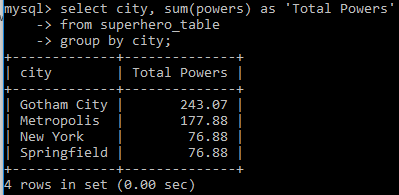 mysql> select city, sum(powers) as 'Total Powers'
    -> from superhero_table
    -> group by city;
+-------------+--------------+
| city        | Total Powers |
+-------------+--------------+
| Gotham City |       243.07 |
| Metropolis  |       177.88 |
| New York    |        76.88 |
| Springfield |        76.88 |
+-------------+--------------+
4 rows in set (0.00 sec)